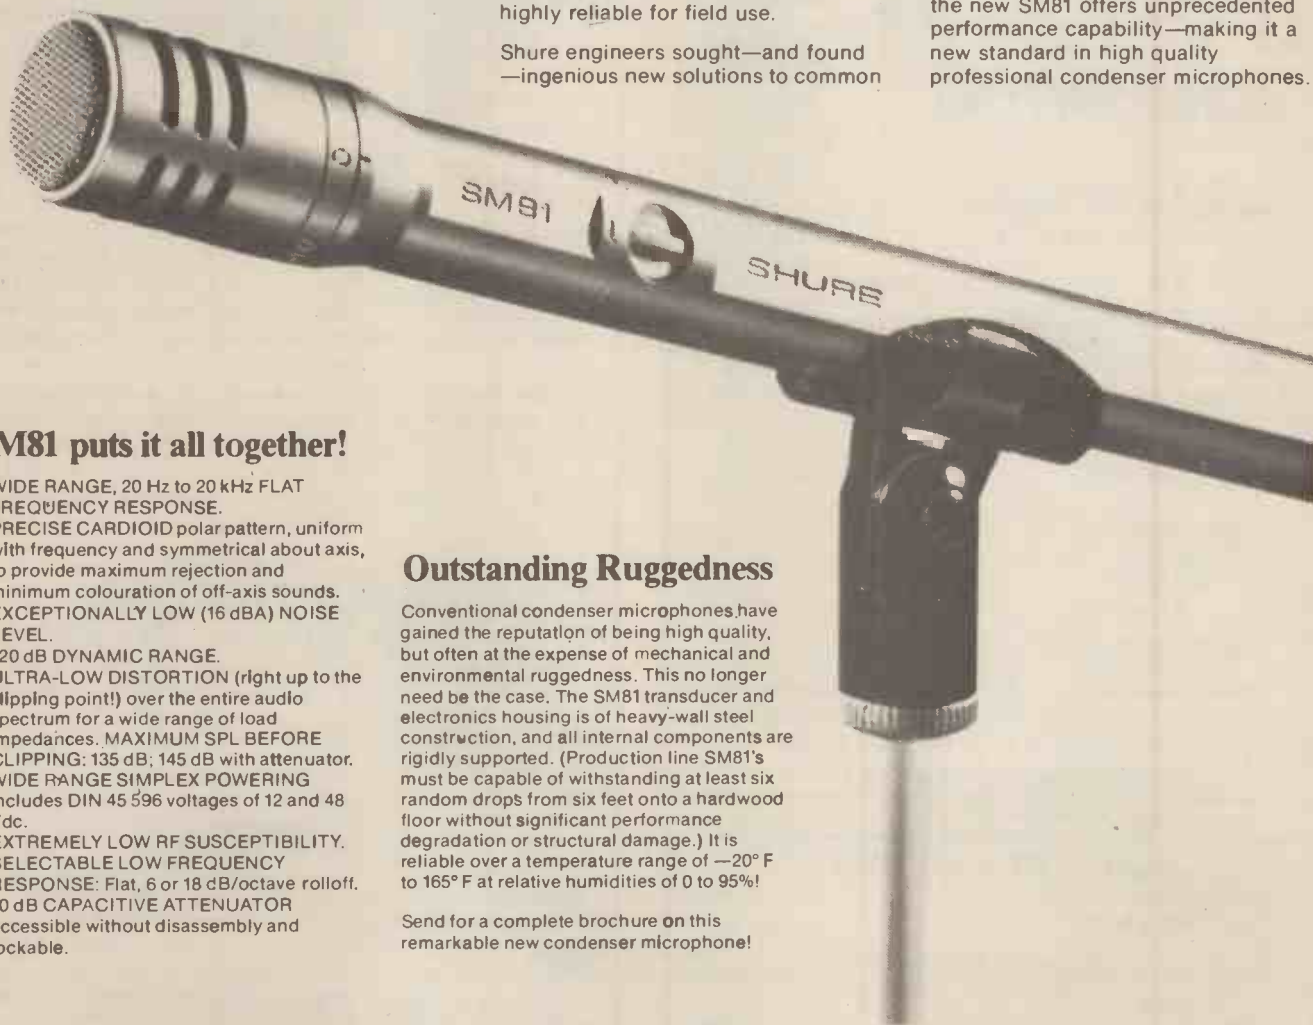 highly reliable for field use.
Shure engineers sought—and found
—ingenious new solutions to common
the new SM81 offers unprecedented
performance capability—making it a
new standard in high quality
professional condenser microphones.
SM81
SHURE
M81 puts it all together!
WIDE RANGE, 20 Hz to 20 kHz FLAT
REQUENCY RESPONSE.
PRECISE CARDIOID polar pattern, uniform
with frequency and symmetrical about axis,
o provide maximum rejection and
minimum colouration of off-axis sounds.
EXCEPTIONALLY LOW (16 dBA) NOISE
LEVEL.
20 dB DYNAMIC RANGE.
ULTRA-LOW DISTORTION (right up to the
clipping point!) over the entire audio
spectrum for a wide range of load
mpedances. MAXIMUM SPL BEFORE
CLIPPING: 135 dB; 145 dB with attenuator.
WIDE RANGE SIMPLEX POWERING
ncludes DIN 45 596 voltages of 12 and 48
dc.
EXTREMELY LOW RF SUSCEPTIBILITY.
SELECTABLE LOW FREQUENCY
RESPONSE: Flat, 6 or 18 dB/octave rolloff.
0 dB CAPACITIVE ATTENUATOR
accessible without disassembly and
ockable.
Outstanding Ruggedness
Conventional condenser microphones have
gained the reputation of being high quality,
but often at the expense of mechanical and
environmental ruggedness. This no longer
need be the case. The SM81 transducer and
electronics housing is of heavy-wall steel
construction, and all internal components are
rigidly supported. (Production line SM81's
must be capable of withstanding at least six
random drops from six feet onto a hardwood
floor without significant performance
degradation or structural damage.) It is
reliable over a temperature range of —20° F
to 165° F at relative humidities of 0 to 95%!
Send for a complete brochure on this
remarkable new condenser microphone!